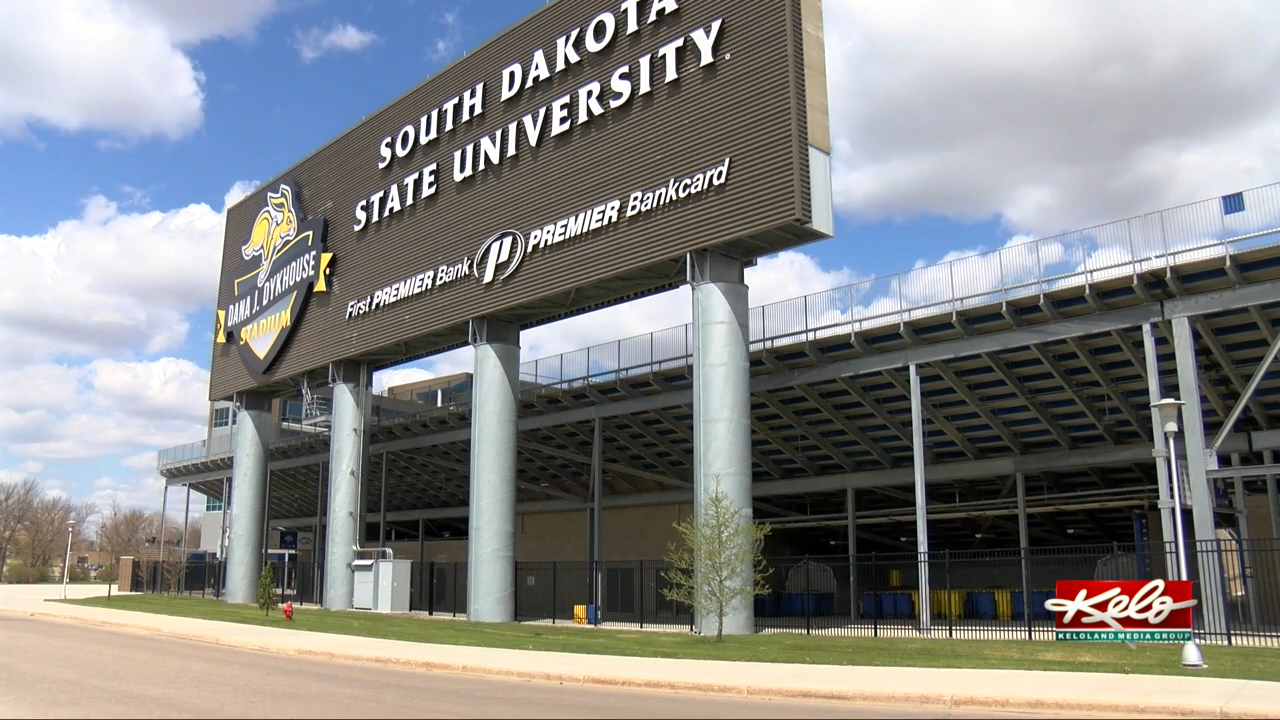 SOUTH DAKOTA
STATE UNIVERSITY®
First PREMIER Bank P PREMIER Bankcard
DANA J. DYKHOUSE
STADIUM
Kelo
KELOLAND MEDIA GROUP